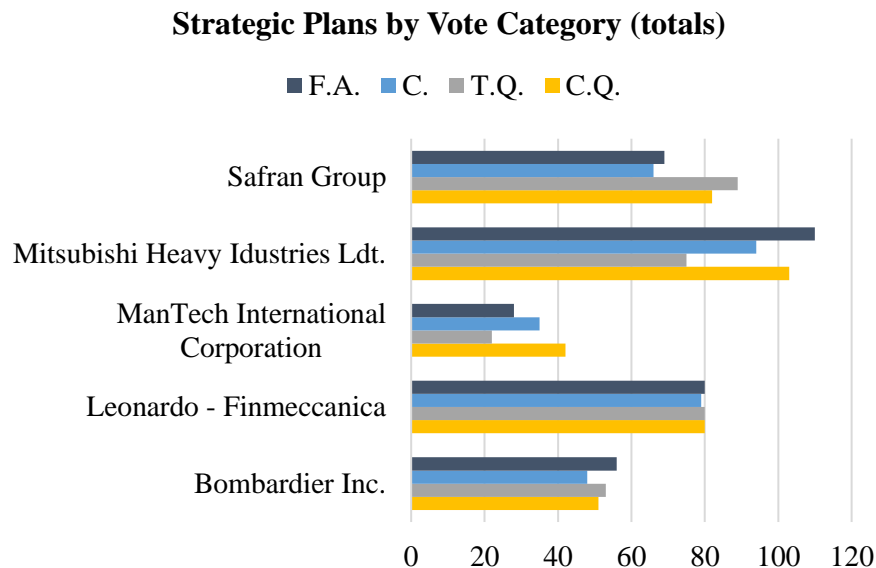 Strategic Plans by Vote Category (totals)
F.A. C. T.Q. C.Q.
Safran Group
Mitsubishi Heavy Idustries Ldt.
ManTech International
Corporation
Leonardo - Finmeccanica
Bombardier Inc.
0 20 40 60 80 100 120